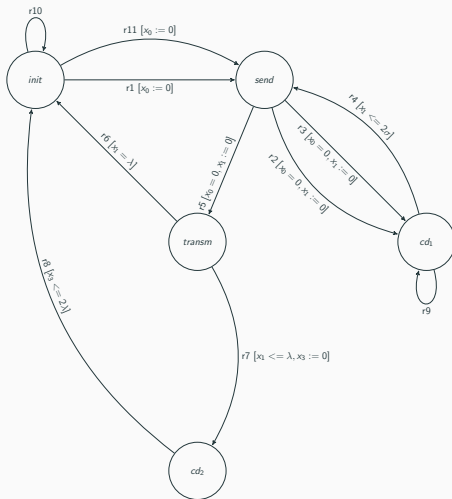 r10
r11 [x₀ := 0]
init
send
r1 [x₀ := 0]
r4 [x₁ <= 2σ]
r3 [x₀ = 0, x₁ := 0]
r6 [x₁ = λ]
r5 [x₀ = 0, x₁ := 0]
r2 [x₀ = 0, x₁ := 0]
transm
cd₁
r8 [x₃ <= 2λ]
r9
r7 [x₁ <= λ, x₃ := 0]
cd₂